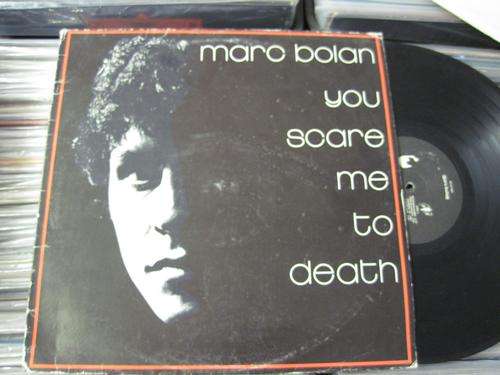 marc bolan
you
scare
me
to
death